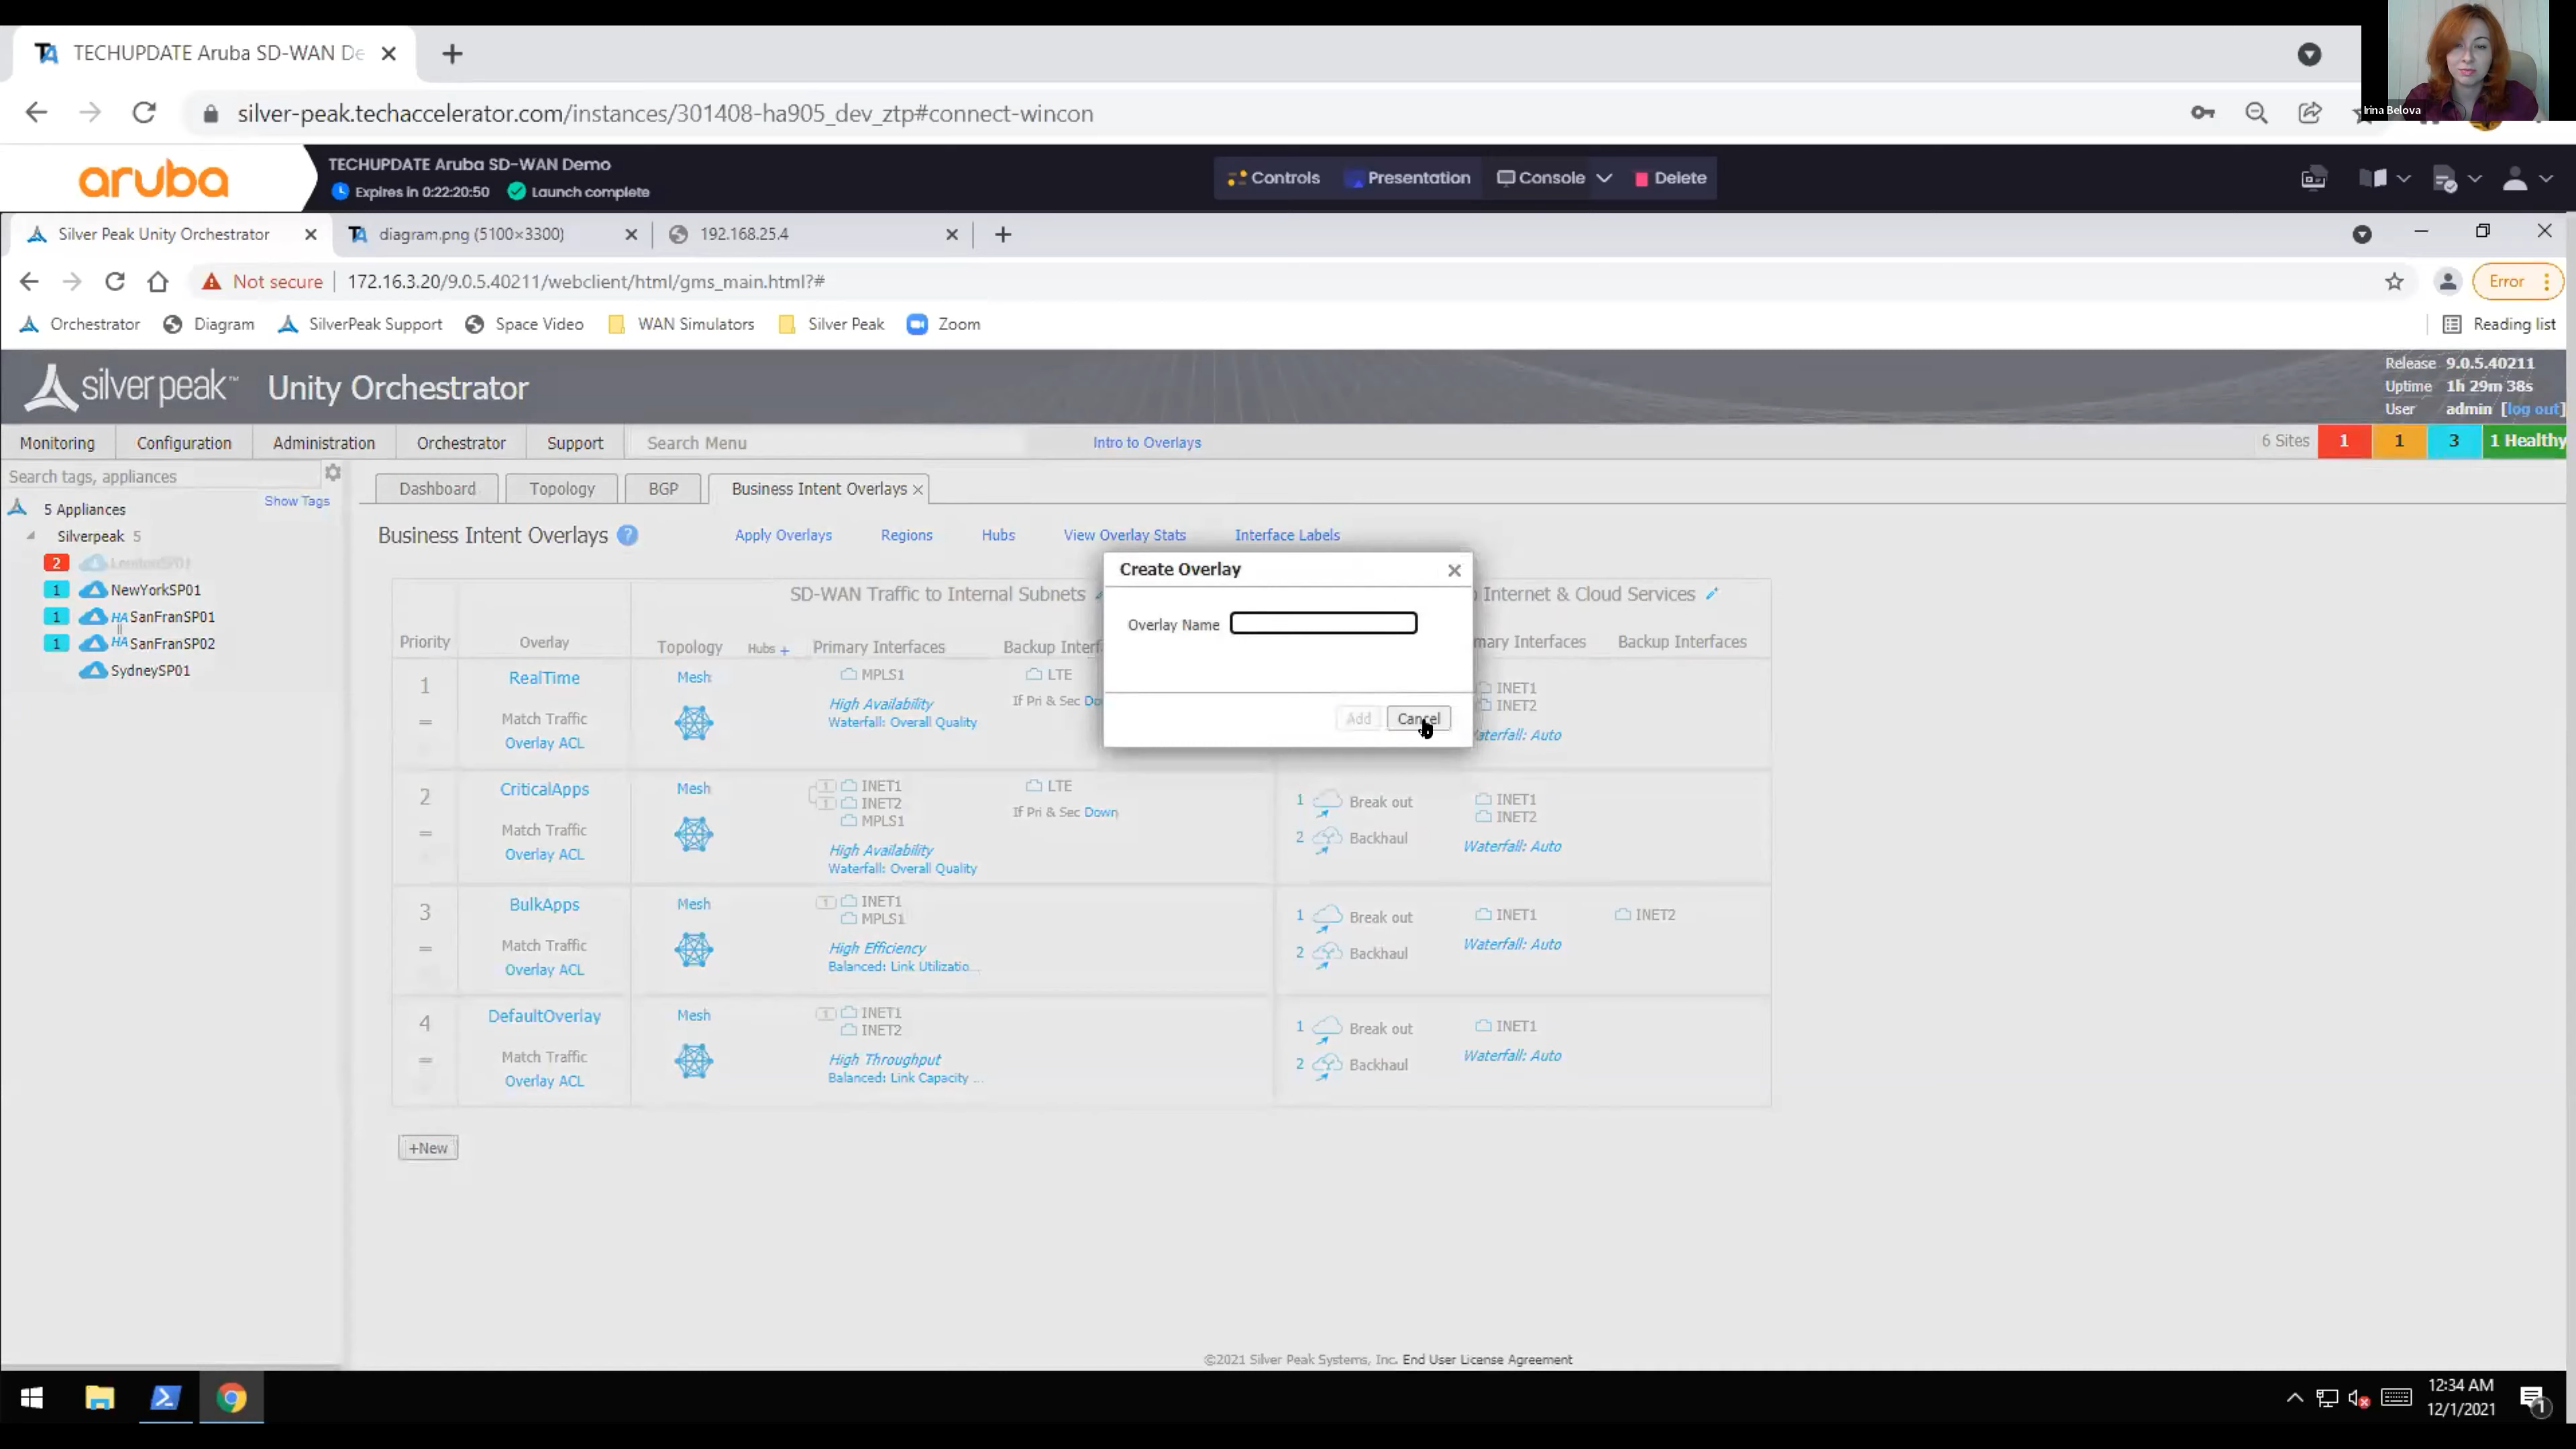 TECHUPDATE Aruba SD-WAN De
Irina Belova
silver-peak.techaccelerator.com/instances/301408-ha905_dev_ztp#connect-wincon
aruba
TECHUPDATE Aruba SD-WAN Demo
Expires in 0:22:20:50 Launch complete
Controls Presentation Console Delete
Silver Peak Unity Orchestrator
diagram.png (5100×3300)
192.168.25.4
Not secure 172.16.3.20/9.0.5.40211/webclient/html/gms_main.html?#
Error
Orchestrator Diagram SilverPeak Support Space Video WAN Simulators Silver Peak Zoom
Reading list
silver peak™ Unity Orchestrator
Release 9.0.5.40211
Uptime 1h 29m 38s
User admin [log out]
Monitoring Configuration Administration Orchestrator Support Search Menu
Intro to Overlays
6 Sites 1 1 3 1 Healthy
Search tags, appliances
Show Tags
5 Appliances
Silverpeak 5
2 LondonSP01
1 NewYorkSP01
1 HA SanFranSP01
1 HA SanFranSP02
SydneySP01
Dashboard Topology BGP Business Intent Overlays
Business Intent Overlays ? Apply Overlays Regions Hubs View Overlay Stats Interface Labels
Create Overlay
Overlay Name
Add Cancel
SD-WAN Traffic to Internal Subnets
Internet & Cloud Services
Priority Overlay Topology Hubs + Primary Interfaces
Backup Interfaces
1 RealTime Mesh MPLS1 LTE INET1
INET2
Match Traffic
Overlay ACL
High Availability
Waterfall: Overall Quality
If Pri & Sec
Auto
2 CriticalApps Mesh 1 INET1 LTE
1 INET2
MPLS1
If Pri & Sec Down
Match Traffic
Overlay ACL
High Availability
Waterfall: Overall Quality
1 Break out INET1
INET2
2 Backhaul
Waterfall: Auto
3 BulkApps Mesh 1 INET1
MPLS1
Match Traffic
Overlay ACL
High Efficiency
Balanced: Link Utilizatio...
1 Break out INET1 INET2
2 Backhaul
Waterfall: Auto
4 DefaultOverlay Mesh 1 INET1
INET2
Match Traffic
Overlay ACL
High Throughput
Balanced: Link Capacity ...
1 Break out INET1
2 Backhaul
Waterfall: Auto
+New
©2021 Silver Peak Systems, Inc. End User License Agreement
12:34 AM
12/1/2021
1